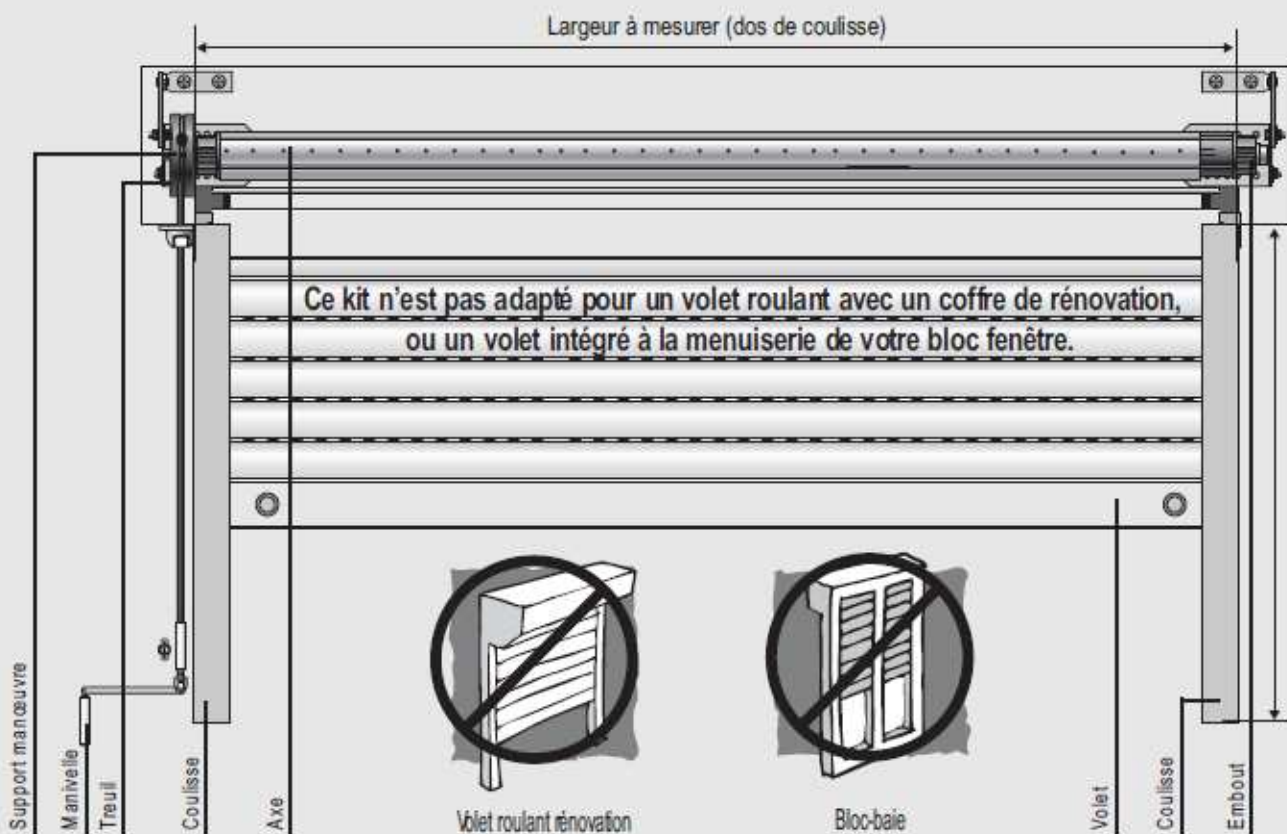 Largeur à mesurer (dos de coulisse)
Ce kit n'est pas adapté pour un volet roulant avec un coffre de rénovation,
ou un volet intégré à la menuiserie de votre bloc fenêtre.
Support manœuvre
Manivelle
Treuil
Coulisse
Axe
Volet roulant rénovation
Bloc-baie
Volet
Coulisse
Embout